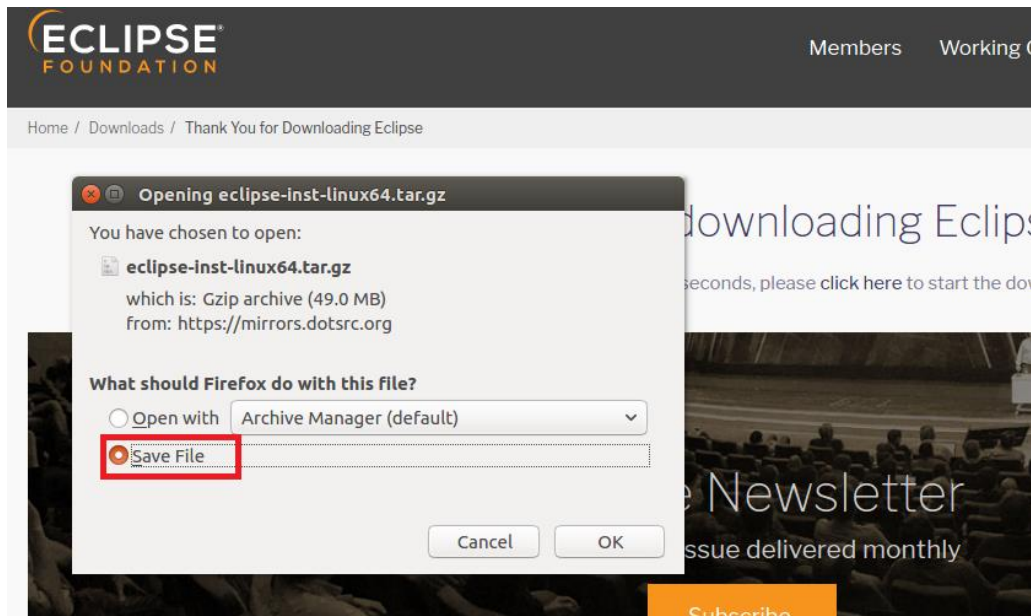 ECLIPSE®
FOUNDATION
Members Working
Home / Downloads / Thank You for Downloading Eclipse
Opening eclipse-inst-linux64.tar.gz
downloading
You have chosen to open:
eclipse-inst-linux64.tar.gz
seconds, please click here to start the
which is: Gzip archive (49.0 MB)
from: https://mirrors.dotsrc.org
What should Firefox do with this file?
Open with Archive Manager (default)
Save File
Newsletter
Cancel OK
issue delivered monthly
Subscribe